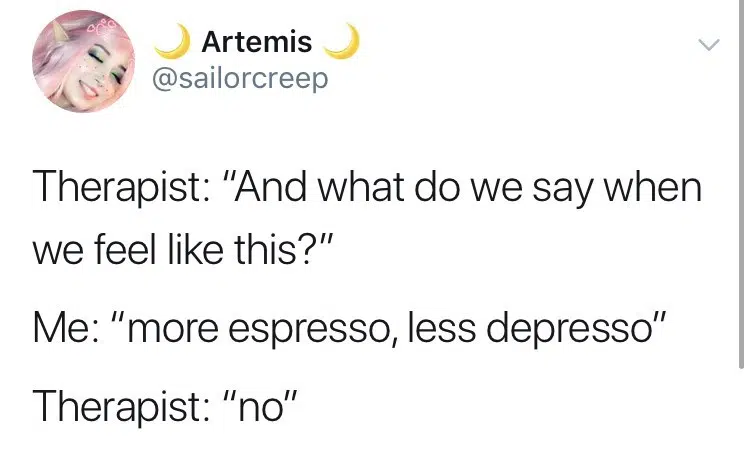 🌙 Artemis 🌙
@sailorcreep
Therapist: “And what do we say when
we feel like this?”
Me: “more espresso, less depresso”
Therapist: “no”